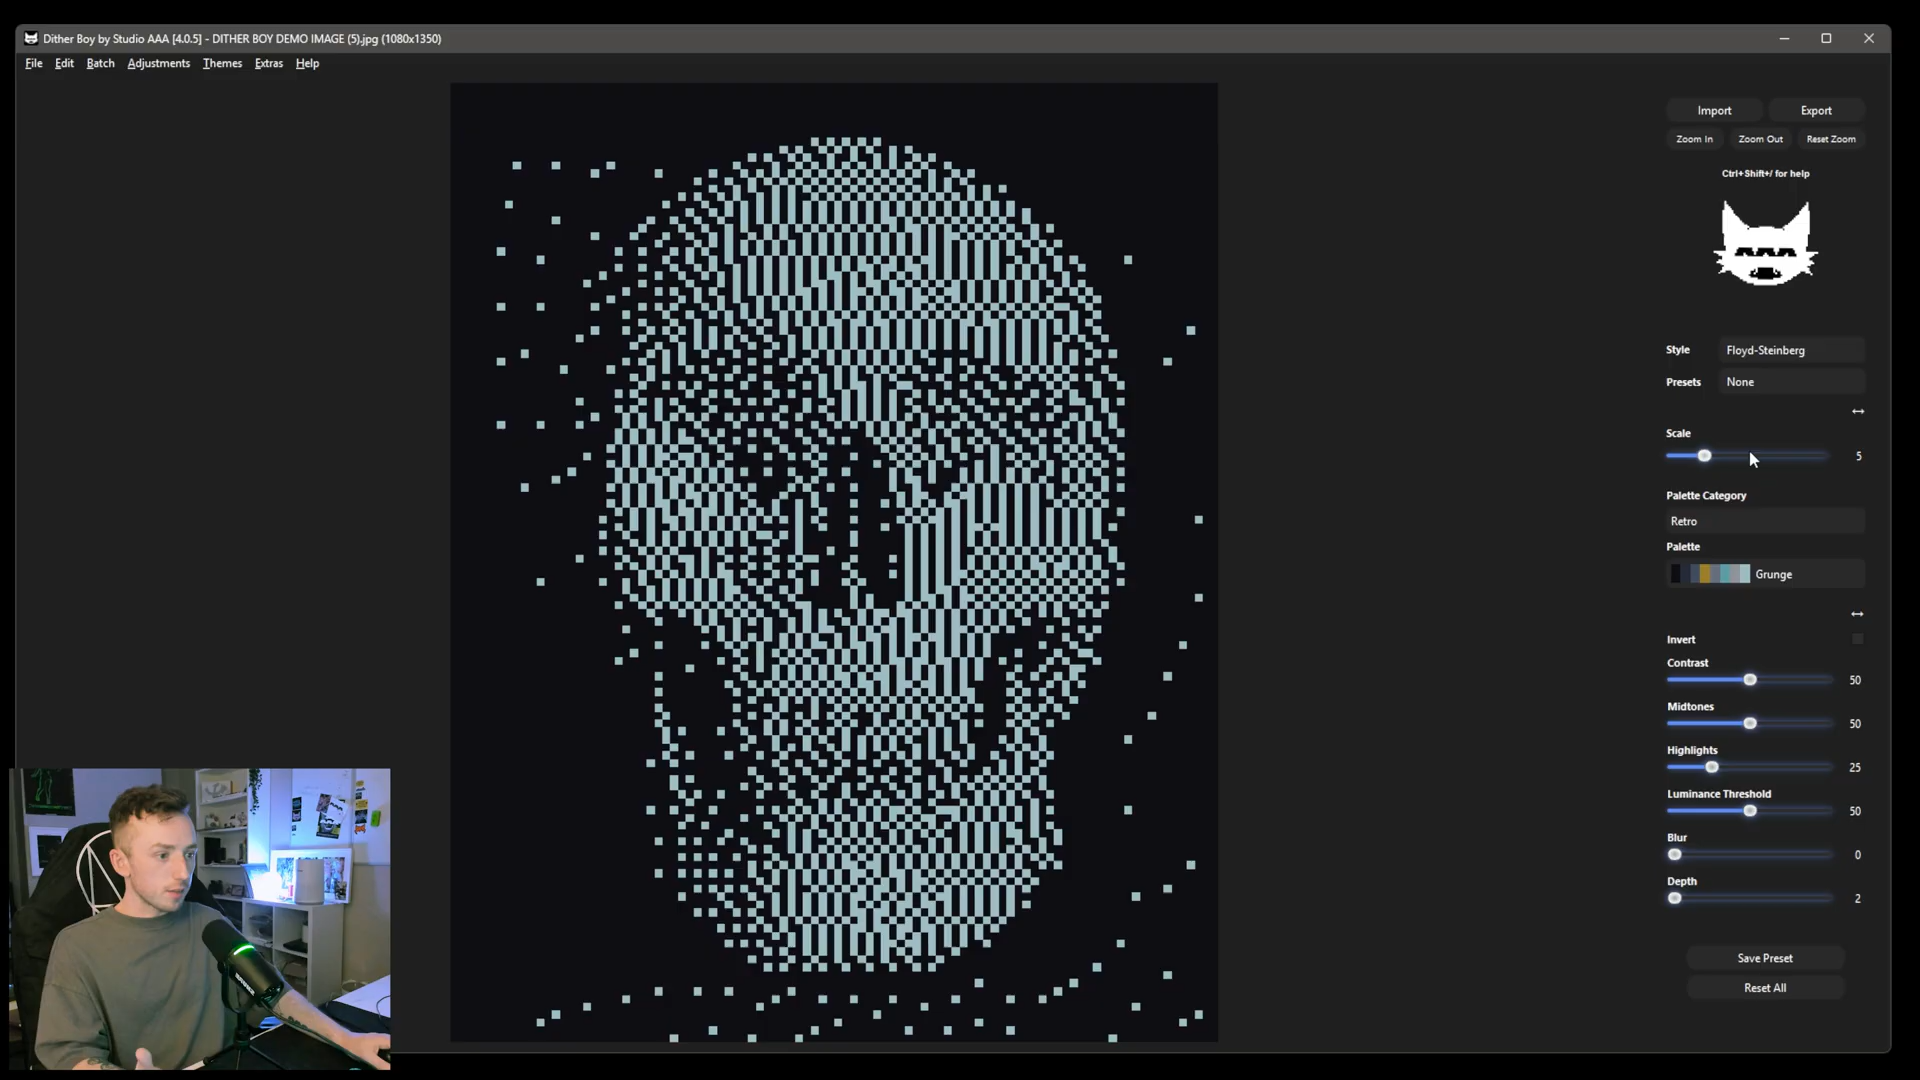 Dither Boy by Studio AAA [4.0.5] - DITHER BOY DEMO IMAGE (5).jpg (1080x1350)
File Edit Batch Adjustments Themes Extras Help
Import Export
Zoom In Zoom Out Reset Zoom
Ctrl+Shift+/ for help
Style Floyd-Steinberg
Presets None
Scale
5
Palette Category
Retro
Palette
Grunge
Invert
Contrast
50
Midtones
50
Highlights
25
Luminance Threshold
50
Blur
0
Depth
2
Save Preset
Reset All